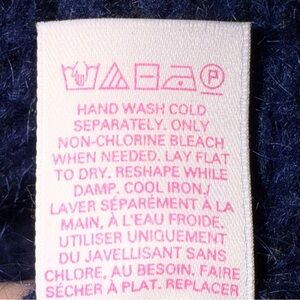 P
HAND WASH COLD
SEPARATELY. ONLY
NON-CHLORINE BLEACH
WHEN NEEDED. LAY FLAT
TO DRY. RESHAPE WHILE
DAMP. COOL IRON./
LAVER SÉPARÉMENT À LA
MAIN, À L'EAU FROIDE.
UTILISER UNIQUEMENT
DU JAVELLISANT SANS
CHLORE, AU BESOIN. FAIRE
SÉCHER À PLAT. REPLACER